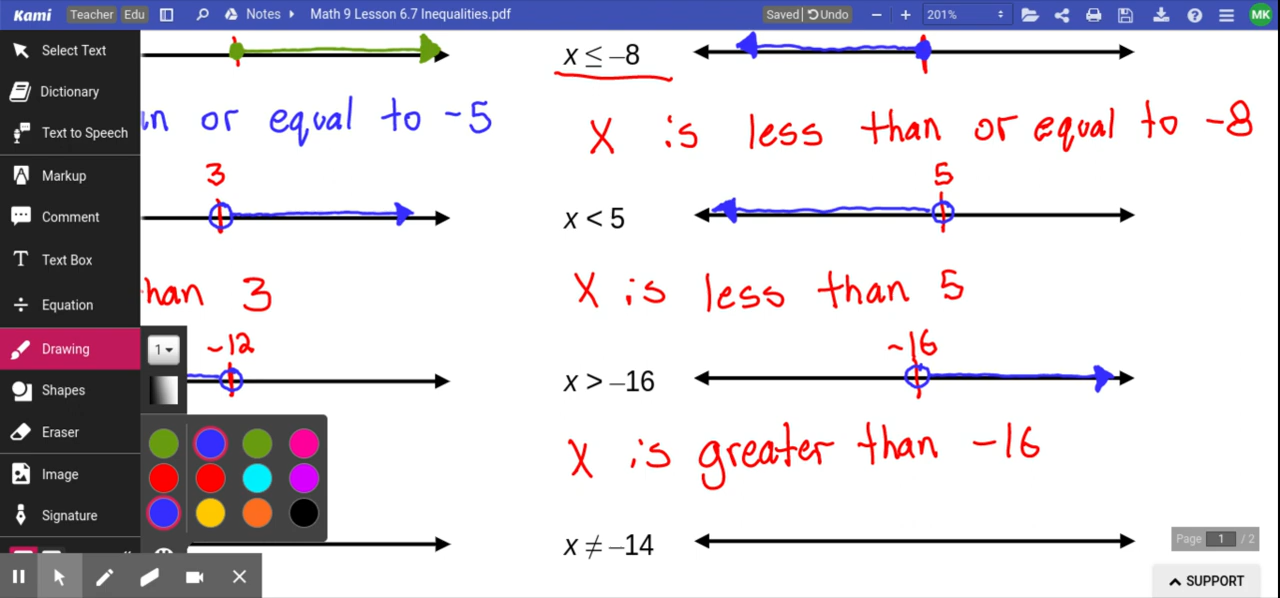 Kami Teacher Edu Notes Math 9 Lesson 6.7 Inequalities.pdf Saved Undo 201% MK
Select Text
Dictionary
Text to Speech
Markup
Comment
Text Box
Equation
Drawing
Shapes
Eraser
Image
Signature
1
an or equal to -5
3
han 3
-12
x ≤ –8
X is less than or equal to -8
5
x < 5
X is less than 5
-16
x > –16
X is greater than -16
x ≠ –14
Page 1 / 2
SUPPORT